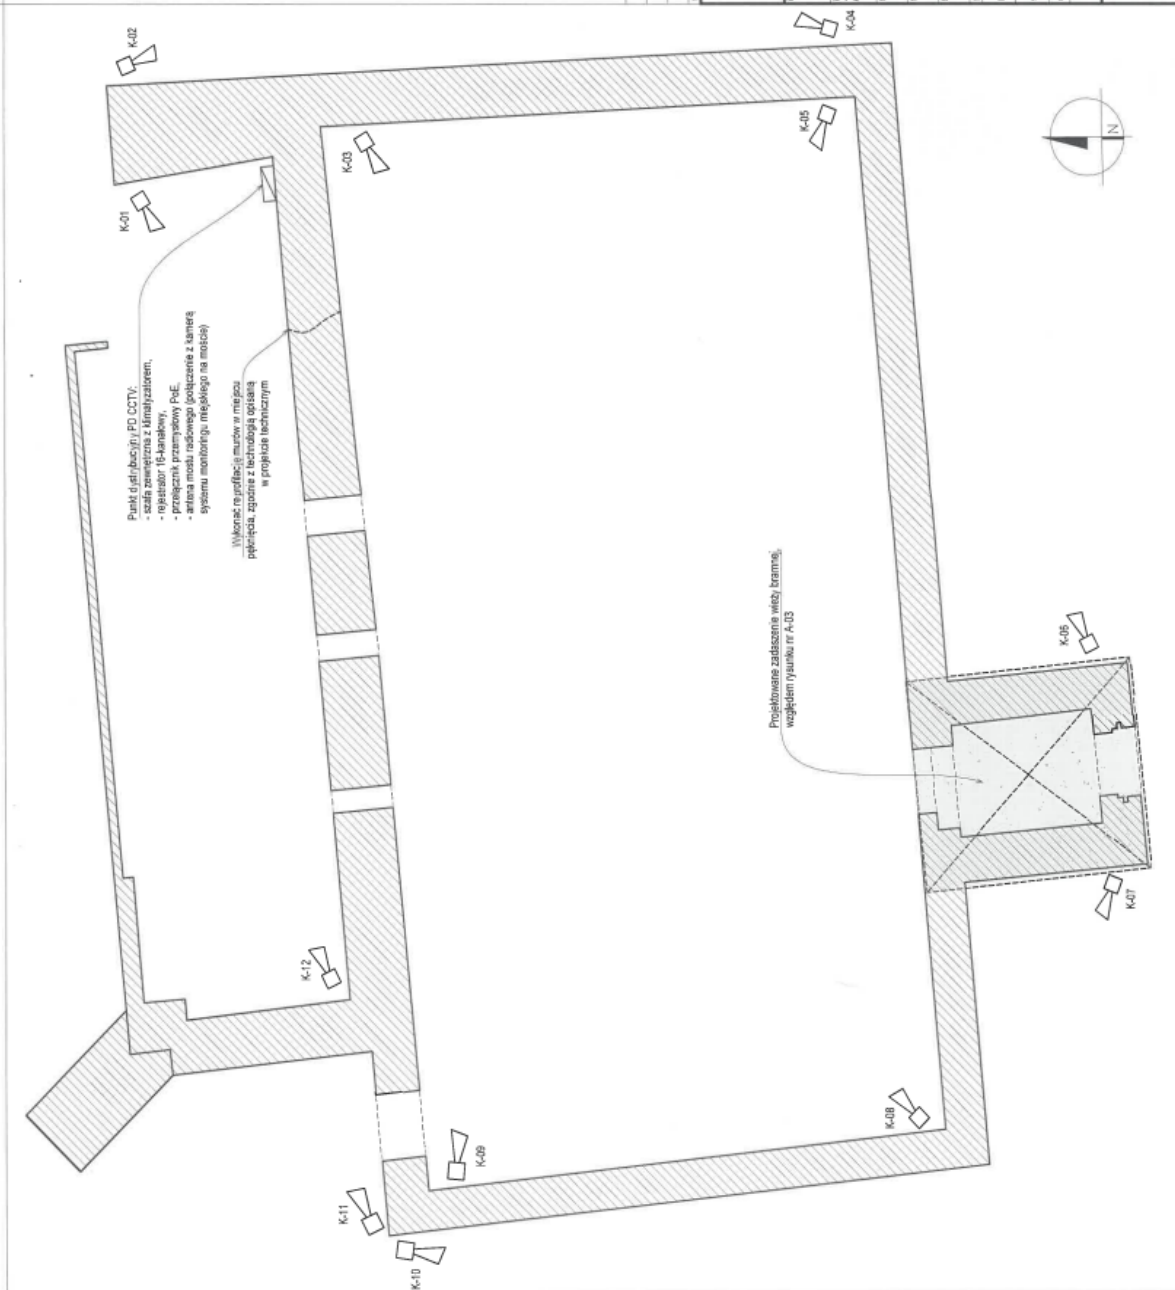 K-02
K-04
K-01
K-03
K-05
Punkt dystrybucyjny PD CCTV:
- szafa zewnętrzna z klimatyzatorem,
- rejestrator 16-kanałowy,
- przełącznik przemysłowy PoE,
- antena mostu radiowego (połączenie z kamerą
systemu monitoringu miejskiego na moście)
Wykonać reprofilację murów w miejscu
pęknięcia, zgodnie z technologią opisaną
w projekcie technicznym
N
Projektowane zadaszenie wieży bramnej,
względem rysunku nr A-03
K-06
K-07
K-12
K-08
K-09
K-11
K-10